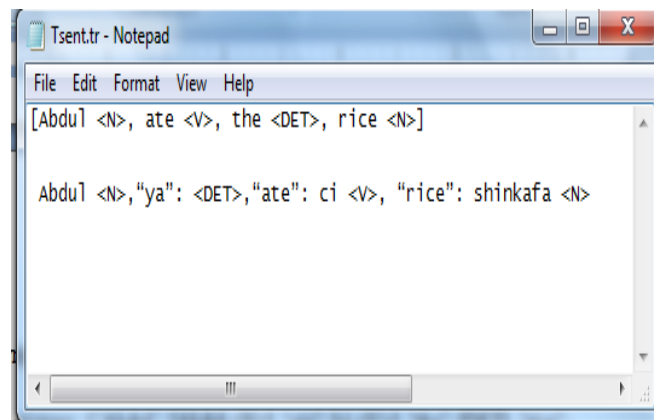 Tsent.tr - Notepad
File Edit Format View Help
[Abdul <N>, ate <V>, the <DET>, rice <N>]
Abdul <N>,“ya”: <DET>,“ate”: ci <V>, “rice”: shinkafa <N>